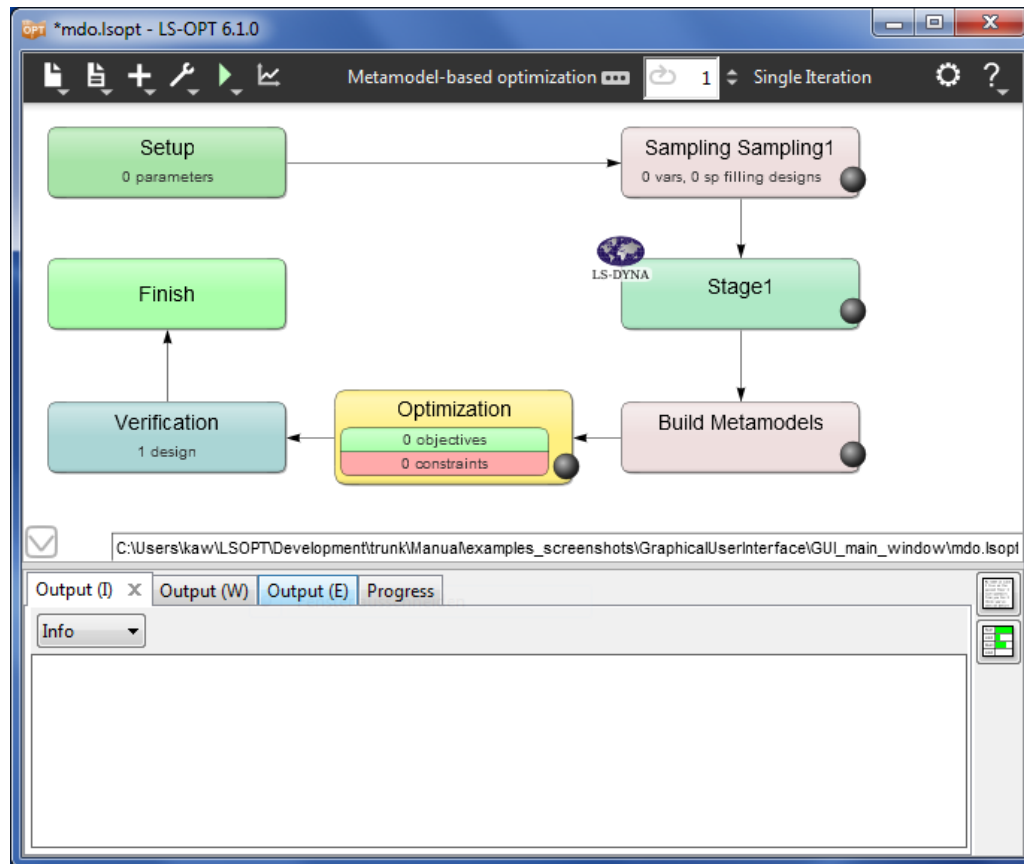 OPT *mdo.lsopt - LS-OPT 6.1.0
Metamodel-based optimization 1 Single Iteration
Setup
0 parameters
Sampling Sampling1
0 vars, 0 sp filling designs
LS-DYNA
Stage1
Finish
Verification
1 design
Optimization
0 objectives
0 constraints
Build Metamodels
C:\Users\kaw\LSOPT\Development\trunk\Manual\examples_screenshots\GraphicalUserInterface\GUI_main_window\mdo.lsopt
Output (I) Output (W) Output (E) Progress
Info